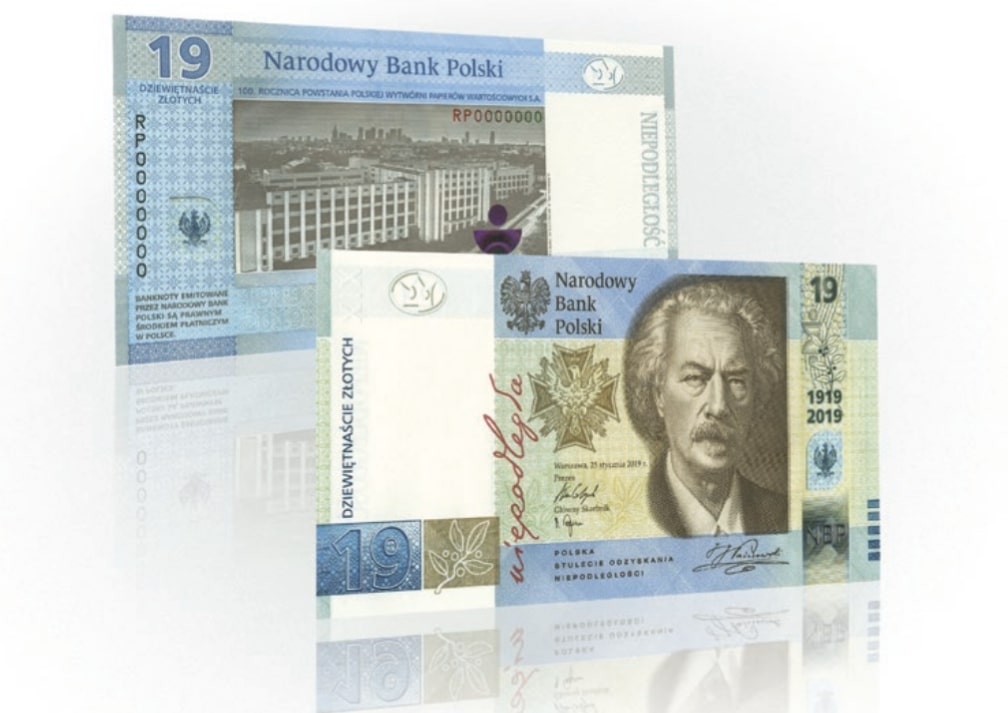 19
DZIEWIĘTNAŚCIE
ZŁOTYCH
Narodowy Bank Polski
100. ROCZNICA POWSTANIA POLSKIEJ WYTWÓRNI PAPIERÓW WARTOŚCIOWYCH S.A.
RP0000000
RP0000000
NIEPODLEGŁOŚĆ
BANKNOTY EMITOWANE
PRZEZ NARODOWY BANK
POLSKI SĄ PRAWNYM
ŚRODKIEM PŁATNICZYM
W POLSCE.
Narodowy
Bank
Polski
19
1919
2019
DZIEWIĘTNAŚCIE ZŁOTYCH
niepodległa
Warszawa, 25 stycznia 2019 r.
Prezes
Główny Skarbnik
19
POLSKA
STULECIE ODZYSKANIA
NIEPODLEGŁOŚCI
NBP